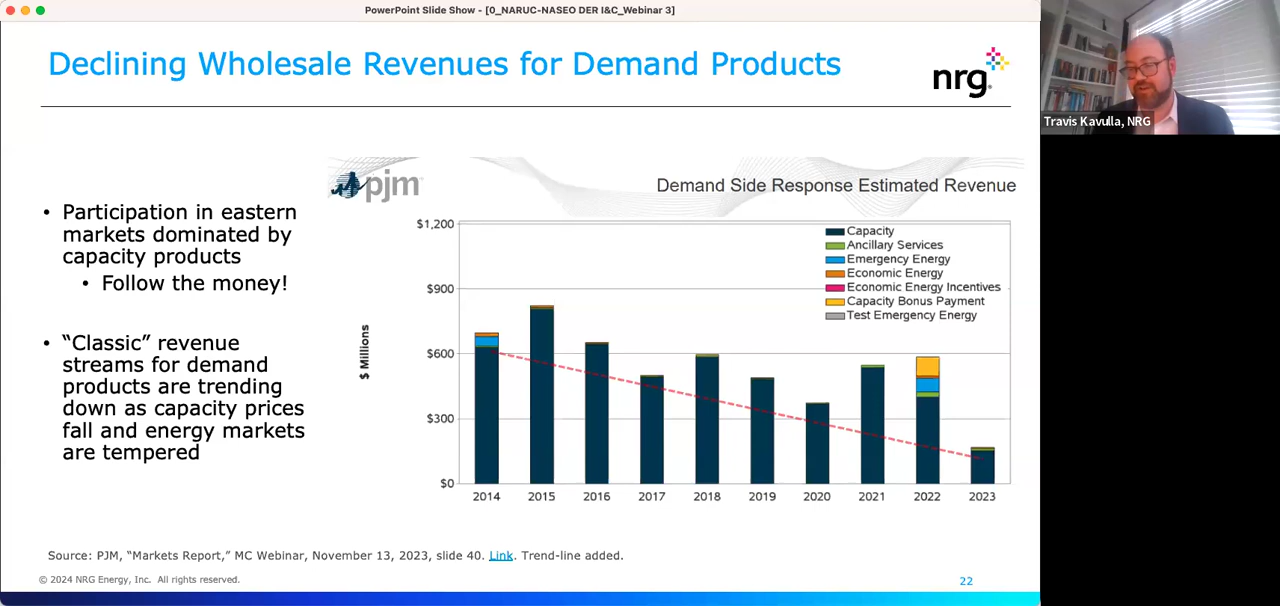 PowerPoint Slide Show - [0_NARUC-NASEO DER I&C_Webinar 3]
Declining Wholesale Revenues for Demand Products
nrg
Travis Kavulla, NRG
• Participation in eastern
markets dominated by
capacity products
• Follow the money!
• “Classic” revenue
streams for demand
products are trending
down as capacity prices
fall and energy markets
are tempered
pjm
Demand Side Response Estimated Revenue
$ Millions
$1,200
$900
$600
$300
$0
Capacity
Ancillary Services
Emergency Energy
Economic Energy
Economic Energy Incentives
Capacity Bonus Payment
Test Emergency Energy
2014 2015 2016 2017 2018 2019 2020 2021 2022 2023
Source: PJM, “Markets Report,” MC Webinar, November 13, 2023, slide 40. Link. Trend-line added.
© 2024 NRG Energy, Inc. All rights reserved.
22